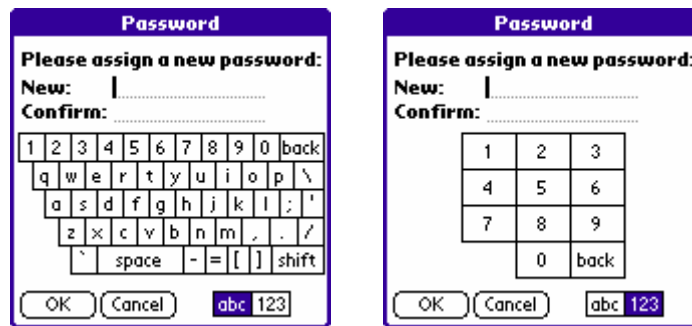 Password
Please assign a new password:
New:
Confirm:
1 2 3 4 5 6 7 8 9 0 back
q w e r t y u i o p \
a s d f g h j k l ; '
z x c v b n m , . /
` space - = [ ] shift
OK Cancel abc 123
Password
Please assign a new password:
New:
Confirm:
1 2 3
4 5 6
7 8 9
0 back
OK Cancel abc 123